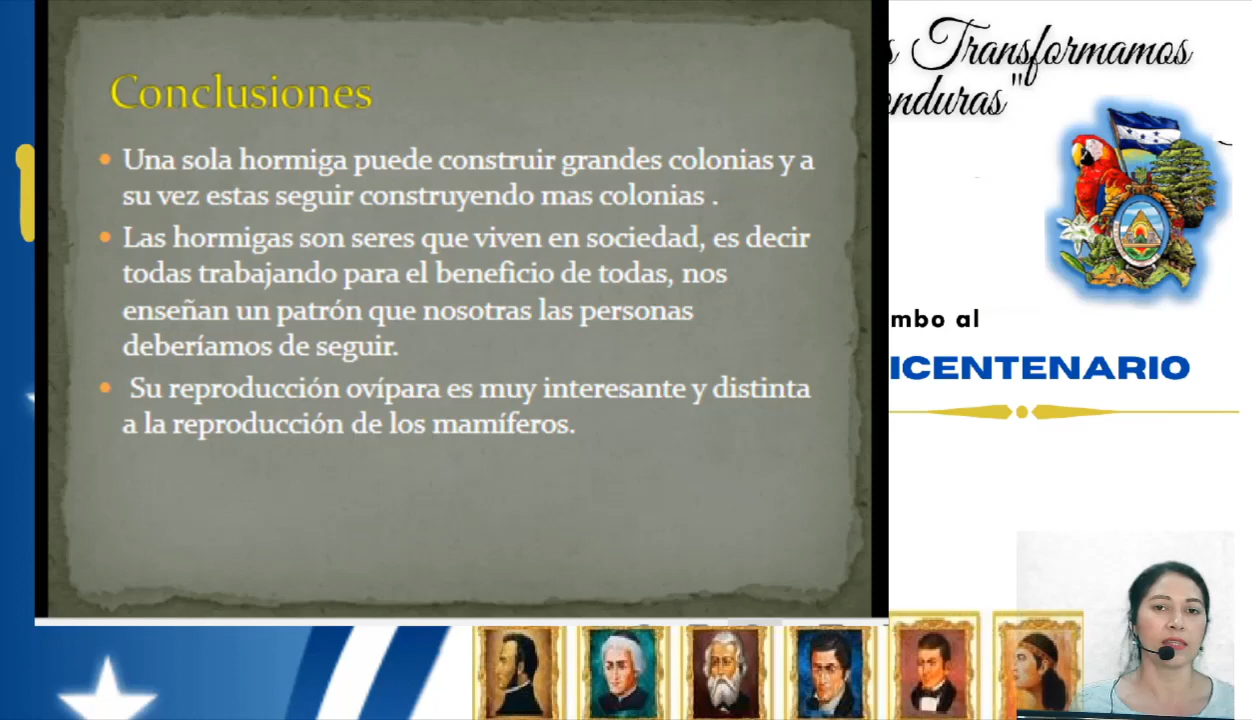 Conclusiones
• Una sola hormiga puede construir grandes colonias y a
su vez estas seguir construyendo mas colonias .
• Las hormigas son seres que viven en sociedad, es decir
todas trabajando para el beneficio de todas, nos
enseñan un patrón que nosotras las personas
deberíamos de seguir.
• Su reproducción ovípara es muy interesante y distinta
a la reproducción de los mamíferos.
s Transformamos
onduras"
mbo al
ICENTENARIO